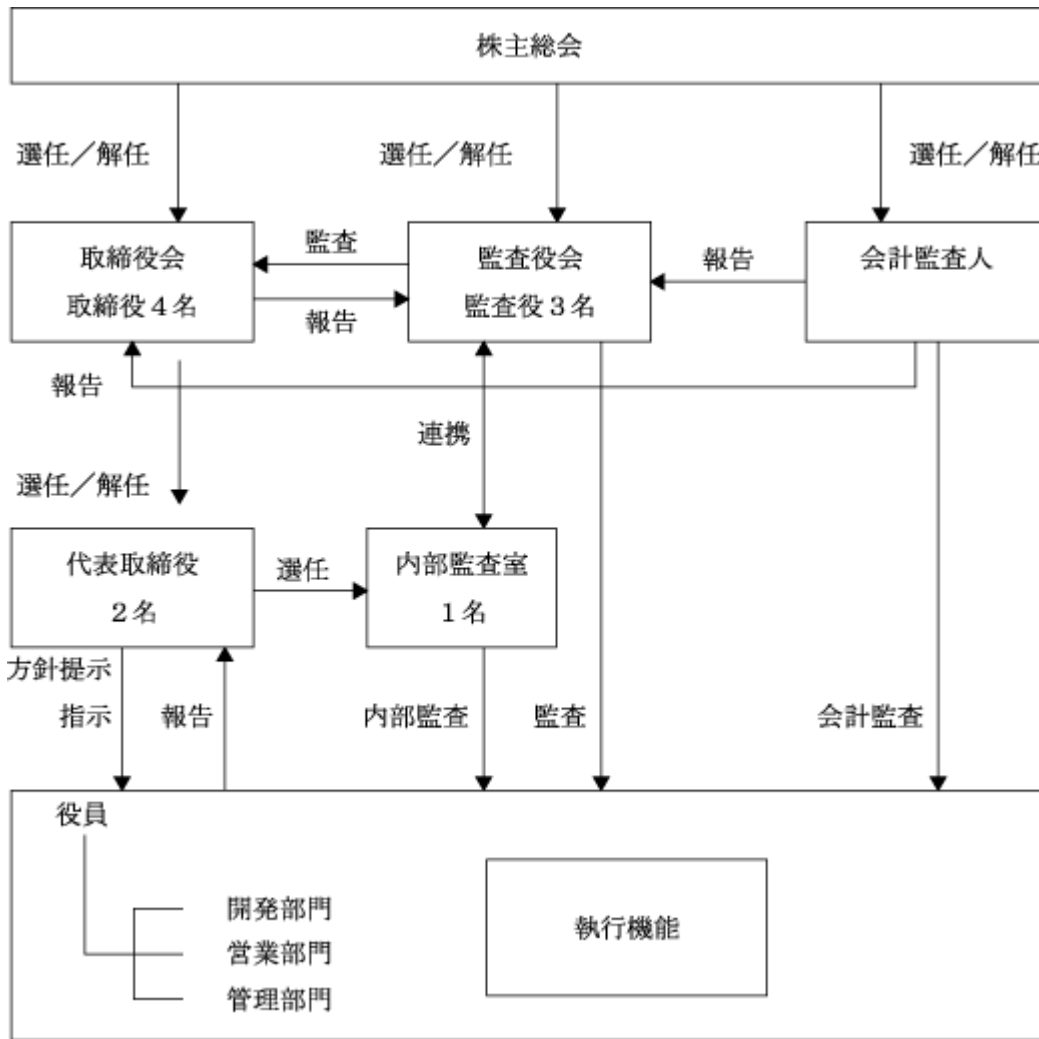 株主総会
選任／解任
選任／解任
選任／解任
取締役会
取締役４名
監査
報告
監査役会
監査役３名
報告
会計監査人
報告
連携
選任／解任
代表取締役
２名
選任
内部監査室
１名
方針提示
指示
報告
内部監査
監査
会計監査
役員
開発部門
営業部門
管理部門
執行機能